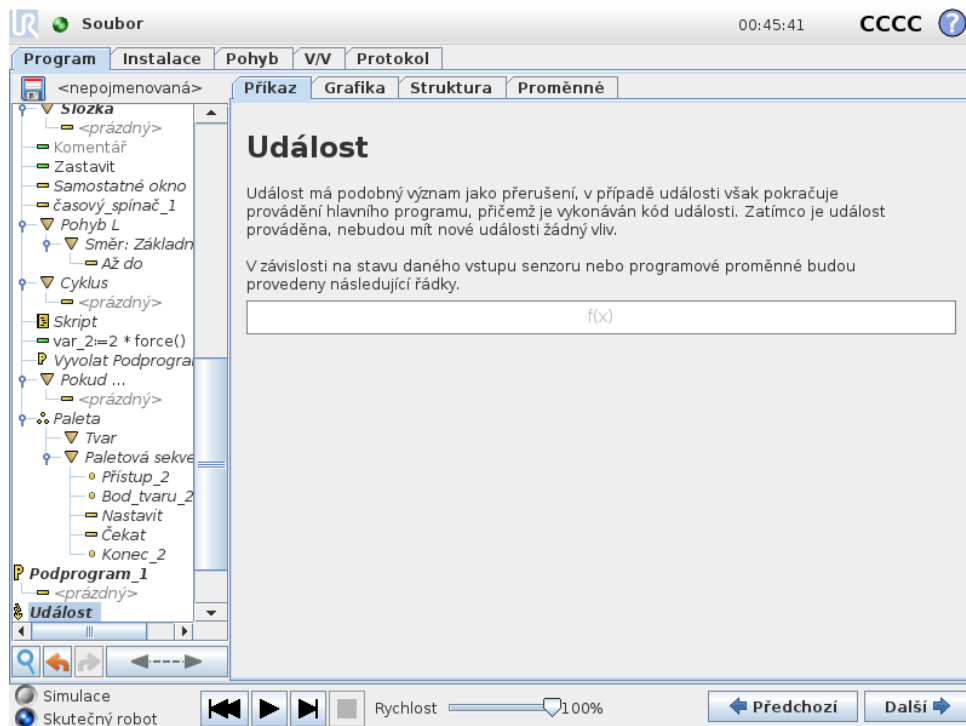 UR Soubor 00:45:41 CCCC ?
Program Instalace Pohyb V/V Protokol
<nepojmenovaná> Příkaz Grafika Struktura Proměnné
Složka
<prázdný>
Komentář
Zastavit
Samostatné okno
časový_spínač_1
Pohyb L
Směr: Základn
Až do
Cyklus
<prázdný>
Skript
var_2:=2 * force()
Vyvolat Podprogra
Pokud ...
<prázdný>
Paleta
Tvar
Paletová sekve
Přístup_2
Bod_tvaru_2
Nastavit
Čekat
Konec_2
P Podprogram_1
<prázdný>
Událost
Událost
Událost má podobný význam jako přerušení, v případě události však pokračuje
provádění hlavního programu, přičemž je vykonáván kód události. Zatímco je událost
prováděna, nebudou mít nové události žádný vliv.
V závislosti na stavu daného vstupu senzoru nebo programové proměnné budou
provedeny následující řádky.
f(x)
Simulace
Skutečný robot
Rychlost 100%
Předchozí Další